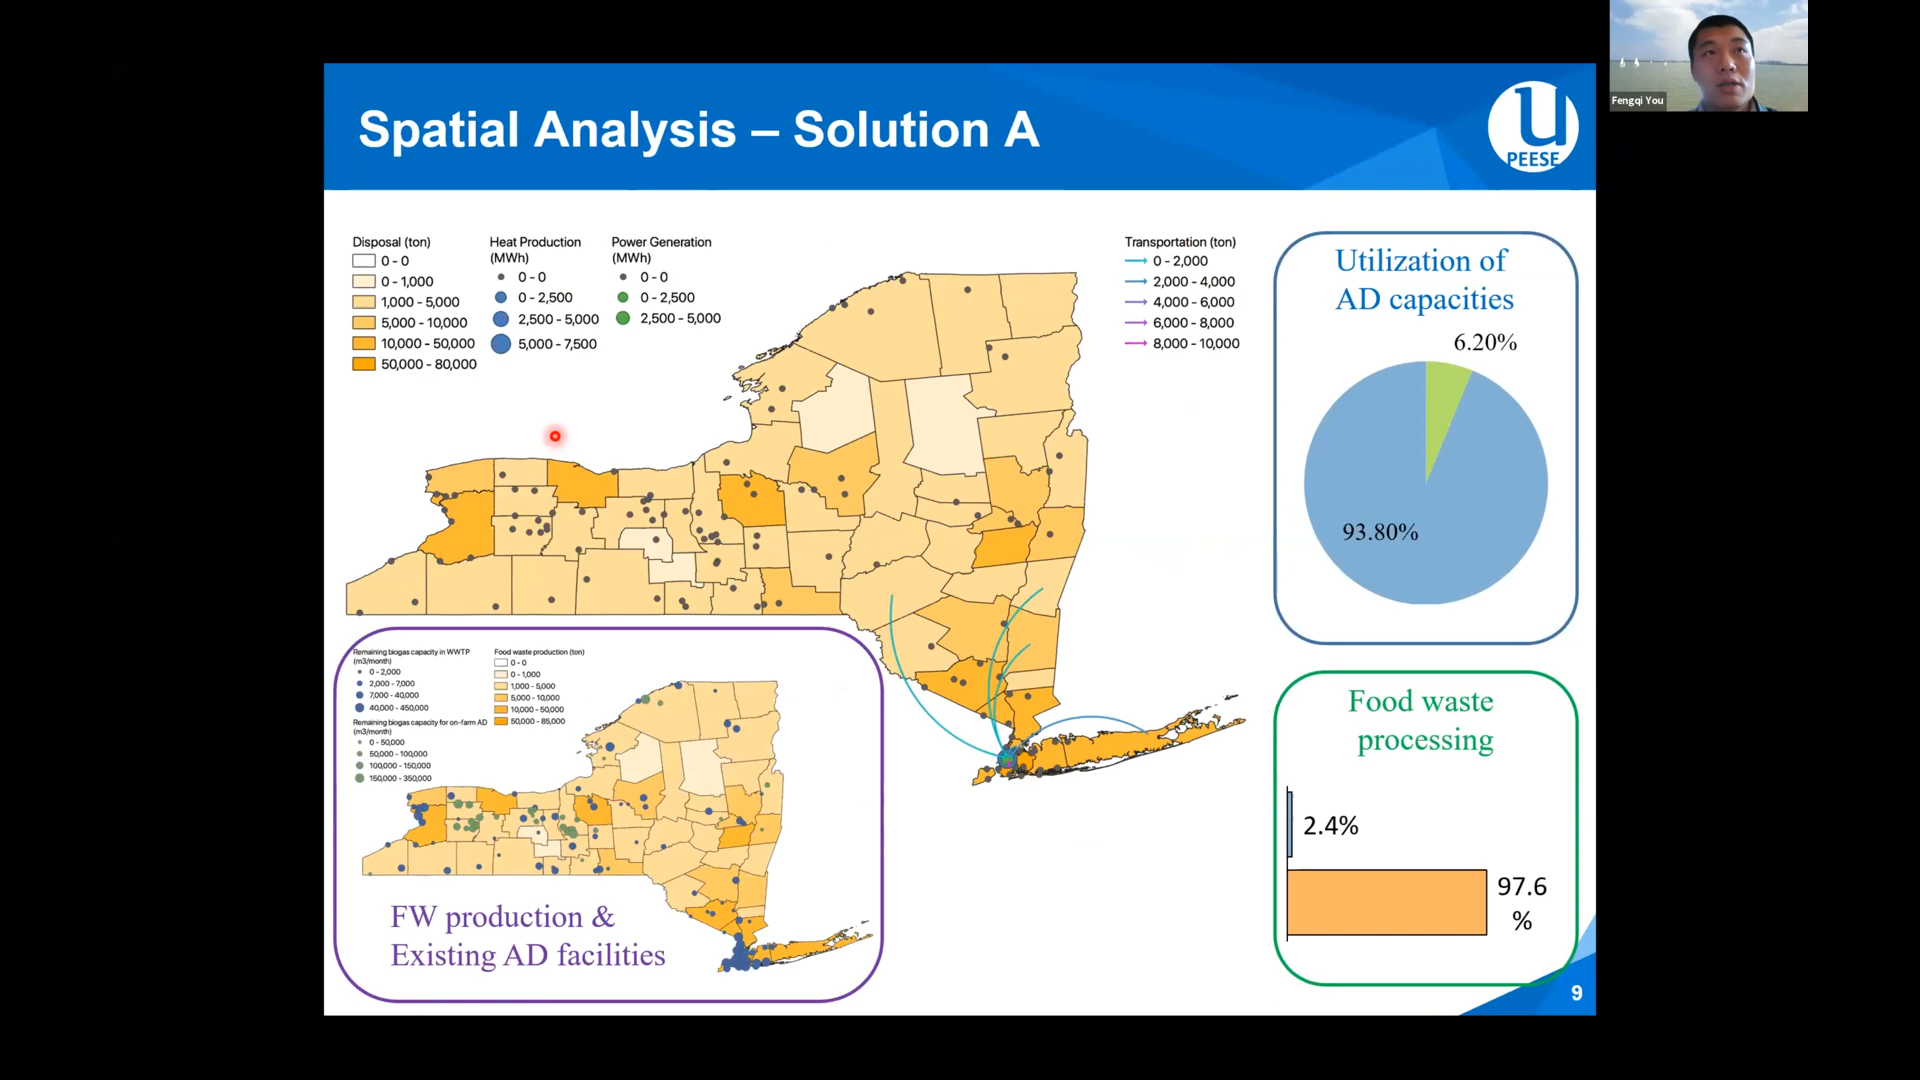 Fengqi You
Spatial Analysis – Solution A
U
PEESE
Disposal (ton)
0 - 0
0 - 1,000
1,000 - 5,000
5,000 - 10,000
10,000 - 50,000
50,000 - 80,000
Heat Production
(MWh)
0 - 0
0 - 2,500
2,500 - 5,000
5,000 - 7,500
Power Generation
(MWh)
0 - 0
0 - 2,500
2,500 - 5,000
Transportation (ton)
0 - 2,000
2,000 - 4,000
4,000 - 6,000
6,000 - 8,000
8,000 - 10,000
Utilization of
AD capacities
6.20%
93.80%
Remaining biogas capacity in WWTP
(m3/month)
0 - 2,000
2,000 - 7,000
7,000 - 40,000
40,000 - 450,000
Remaining biogas capacity for on-farm AD
(m3/month)
0 - 50,000
50,000 - 100,000
100,000 - 150,000
150,000 - 350,000
Food waste production (ton)
0 - 0
0 - 1,000
1,000 - 5,000
5,000 - 10,000
10,000 - 50,000
50,000 - 85,000
FW production &
Existing AD facilities
Food waste
processing
2.4%
97.6
%
9